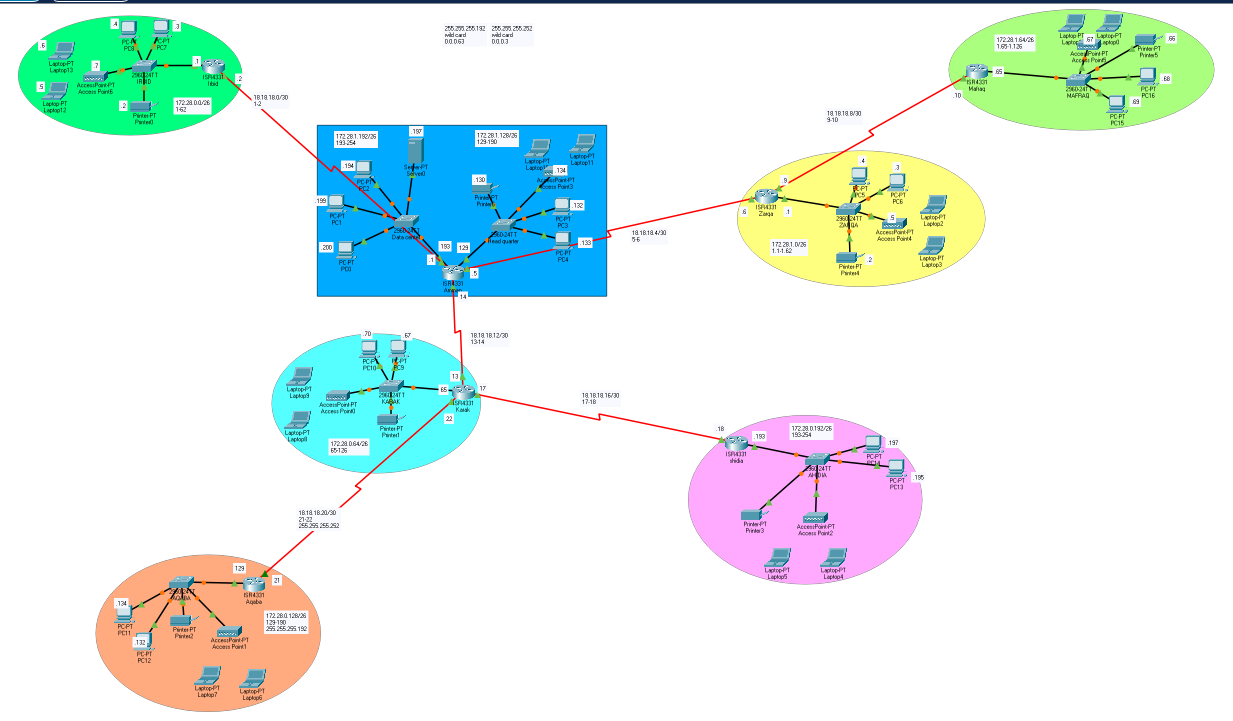 255.255.255.192
wild card
0.0.0.63
255.255.255.252
wild card
0.0.0.3
.4
.3
PC-PT
PC8
PC-PT
PC7
.6
Laptop-PT
Laptop13
.7
AccessPoint-PT
Access Point6
2960-24TT
IRBID
.1
ISR4331
Irbid
.2
.5
Laptop-PT
Laptop12
.2
Printer-PT
Printer0
172.28.0.0/26
1-62
18.18.18.0/30
1-2
172.28.1.192/26
193-254
.197
Server-PT
Server0
.194
PC-PT
PC2
.199
PC-PT
PC1
.200
PC-PT
PC0
2960-24TT
Data center
172.28.1.128/26
129-190
Laptop-PT
Laptop-PT
Laptop11
.134
AccessPoint-PT
Access Point3
.130
Printer-PT
.132
PC-PT
PC3
.133
PC-PT
PC4
2960-24TT
Head quarter
193
129
.1
.5
ISR4331
Amman
.14
18.18.18.4/30
5-6
18.18.18.8/30
9-10
172.28.1.64/26
1.65-1.126
Laptop-PT
Laptop-PT
.67
AccessPoint-PT
Access Point5
.66
Printer-PT
Printer5
.65
ISR4331
Mafraq
.10
2960-24TT
MAFRAQ
.68
PC-PT
PC16
.69
PC-PT
PC15
.9
ISR4331
Zarqa
.6
.1
.4
PC-PT
PC5
.3
PC-PT
PC6
2960-24TT
ZARQA
.5
AccessPoint-PT
Access Point4
Laptop-PT
Laptop2
Laptop-PT
Laptop3
172.28.1.0/26
1.1-1.62
.2
Printer-PT
Printer4
18.18.18.12/30
13-14
.70
PC-PT
PC10
.67
PC-PT
PC9
Laptop-PT
Laptop9
AccessPoint-PT
Access Point0
2960-24TT
KARAK
65
13
17
ISR4331
Karak
22
Laptop-PT
Laptop8
Printer-PT
Printer1
172.28.0.64/26
65-126
18.18.18.16/30
17-18
.18
ISR4331
shidia
.193
172.28.0.192/26
193-254
.197
PC-PT
PC14
PC-PT
PC13
.195
2960-24TT
Printer-PT
Printer3
AccessPoint-PT
Access Point2
Laptop-PT
Laptop5
Laptop-PT
Laptop4
18.18.18.20/30
21-22
255.255.255.252
129
21
ISR4331
Aqaba
2960-24TT
AQABA
.134
PC-PT
PC11
.132
PC-PT
PC12
Printer-PT
Printer2
AccessPoint-PT
Access Point1
172.28.0.128/26
129-190
255.255.255.192
Laptop-PT
Laptop7
Laptop-PT
Laptop6